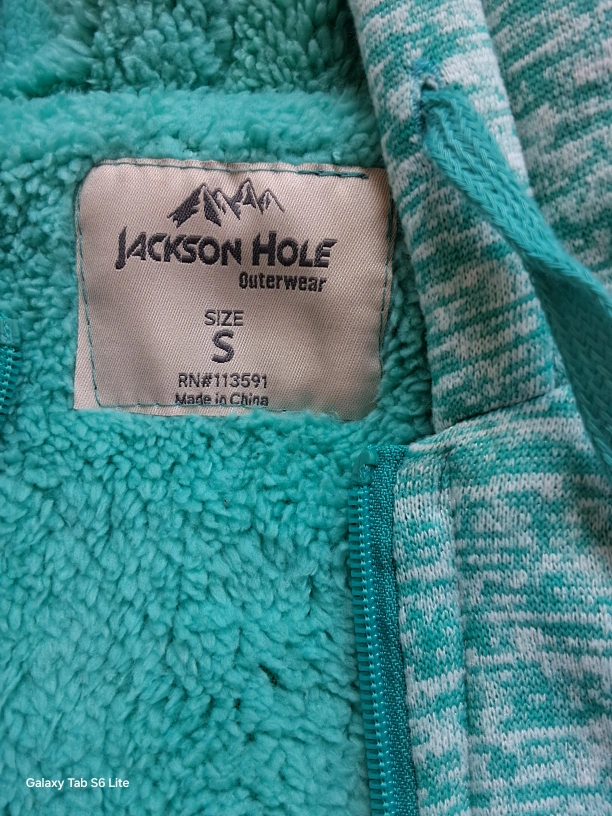 JACKSON HOLE
Outerwear
SIZE
S
RN#113591
Made in China
Galaxy Tab S6 Lite